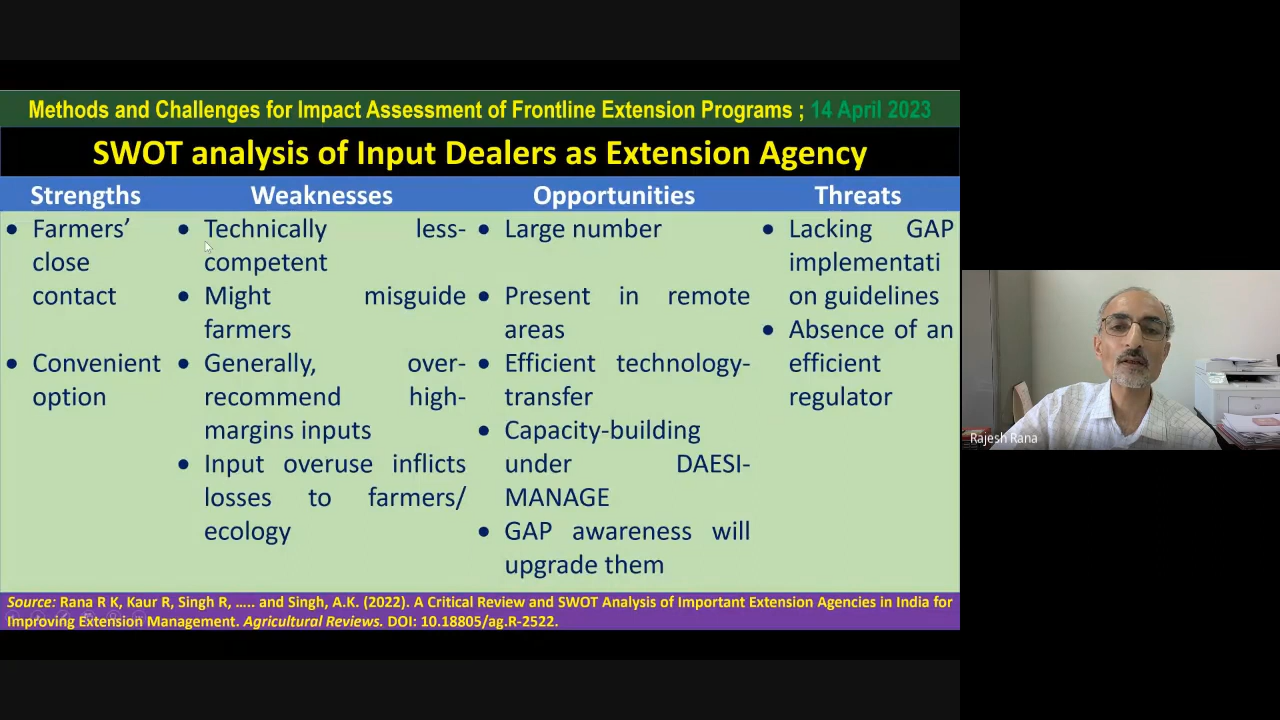 Methods and Challenges for Impact Assessment of Frontline Extension Programs ; 14 April 2023
SWOT analysis of Input Dealers as Extension Agency
Strengths
Weaknesses
Opportunities
Threats
• Farmers’
close
contact
• Convenient
option
• Technically less-
competent
• Might misguide
farmers
• Generally, over-
recommend high-
margins inputs
• Input overuse inflicts
losses to farmers/
ecology
• Large number
• Present in remote
areas
• Efficient technology-
transfer
• Capacity-building
under DAESI-
MANAGE
• GAP awareness will
upgrade them
• Lacking GAP
implementati
on guidelines
• Absence of an
efficient
regulator
Rajesh Rana
Source: Rana R K, Kaur R, Singh R, ..... and Singh, A.K. (2022). A Critical Review and SWOT Analysis of Important Extension Agencies in India for
Improving Extension Management. Agricultural Reviews. DOI: 10.18805/ag.R-2522.